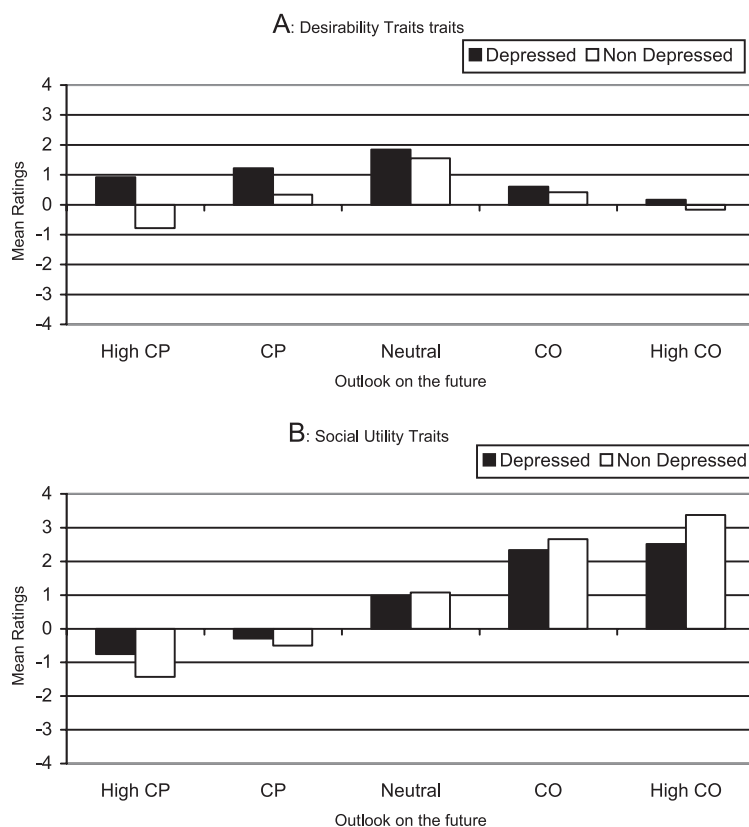 A: Desirability Traits traits
Depressed Non Depressed
4
3
2
1
0
-1
-2
-3
-4
Mean Ratings
High CP CP Neutral CO High CO
Outlook on the future
B: Social Utility Traits
Depressed Non Depressed
4
3
2
1
0
-1
-2
-3
-4
Mean Ratings
High CP CP Neutral CO High CO
Outlook on the future